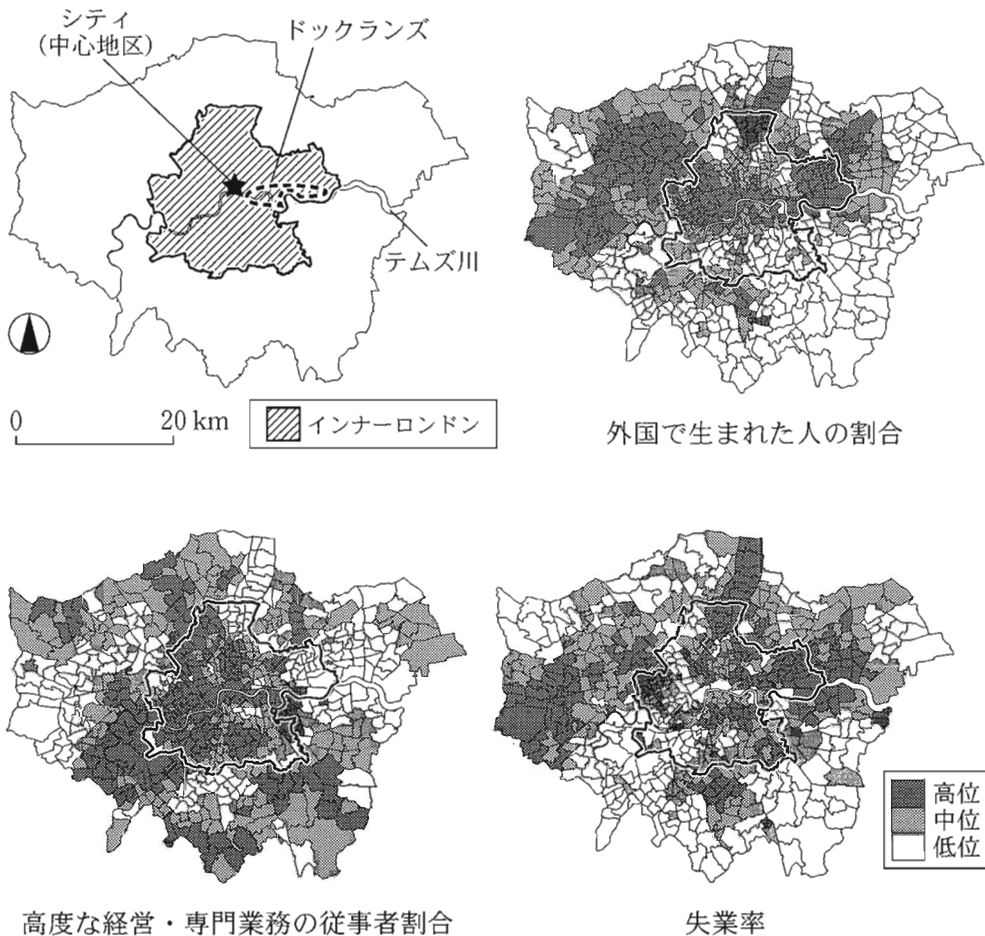 シティ
(中心地区)
ドックランズ
テムズ川
0 20 km
インナーロンドン
外国で生まれた人の割合
高度な経営・専門業務の従事者割合
失業率
高位
中位
低位